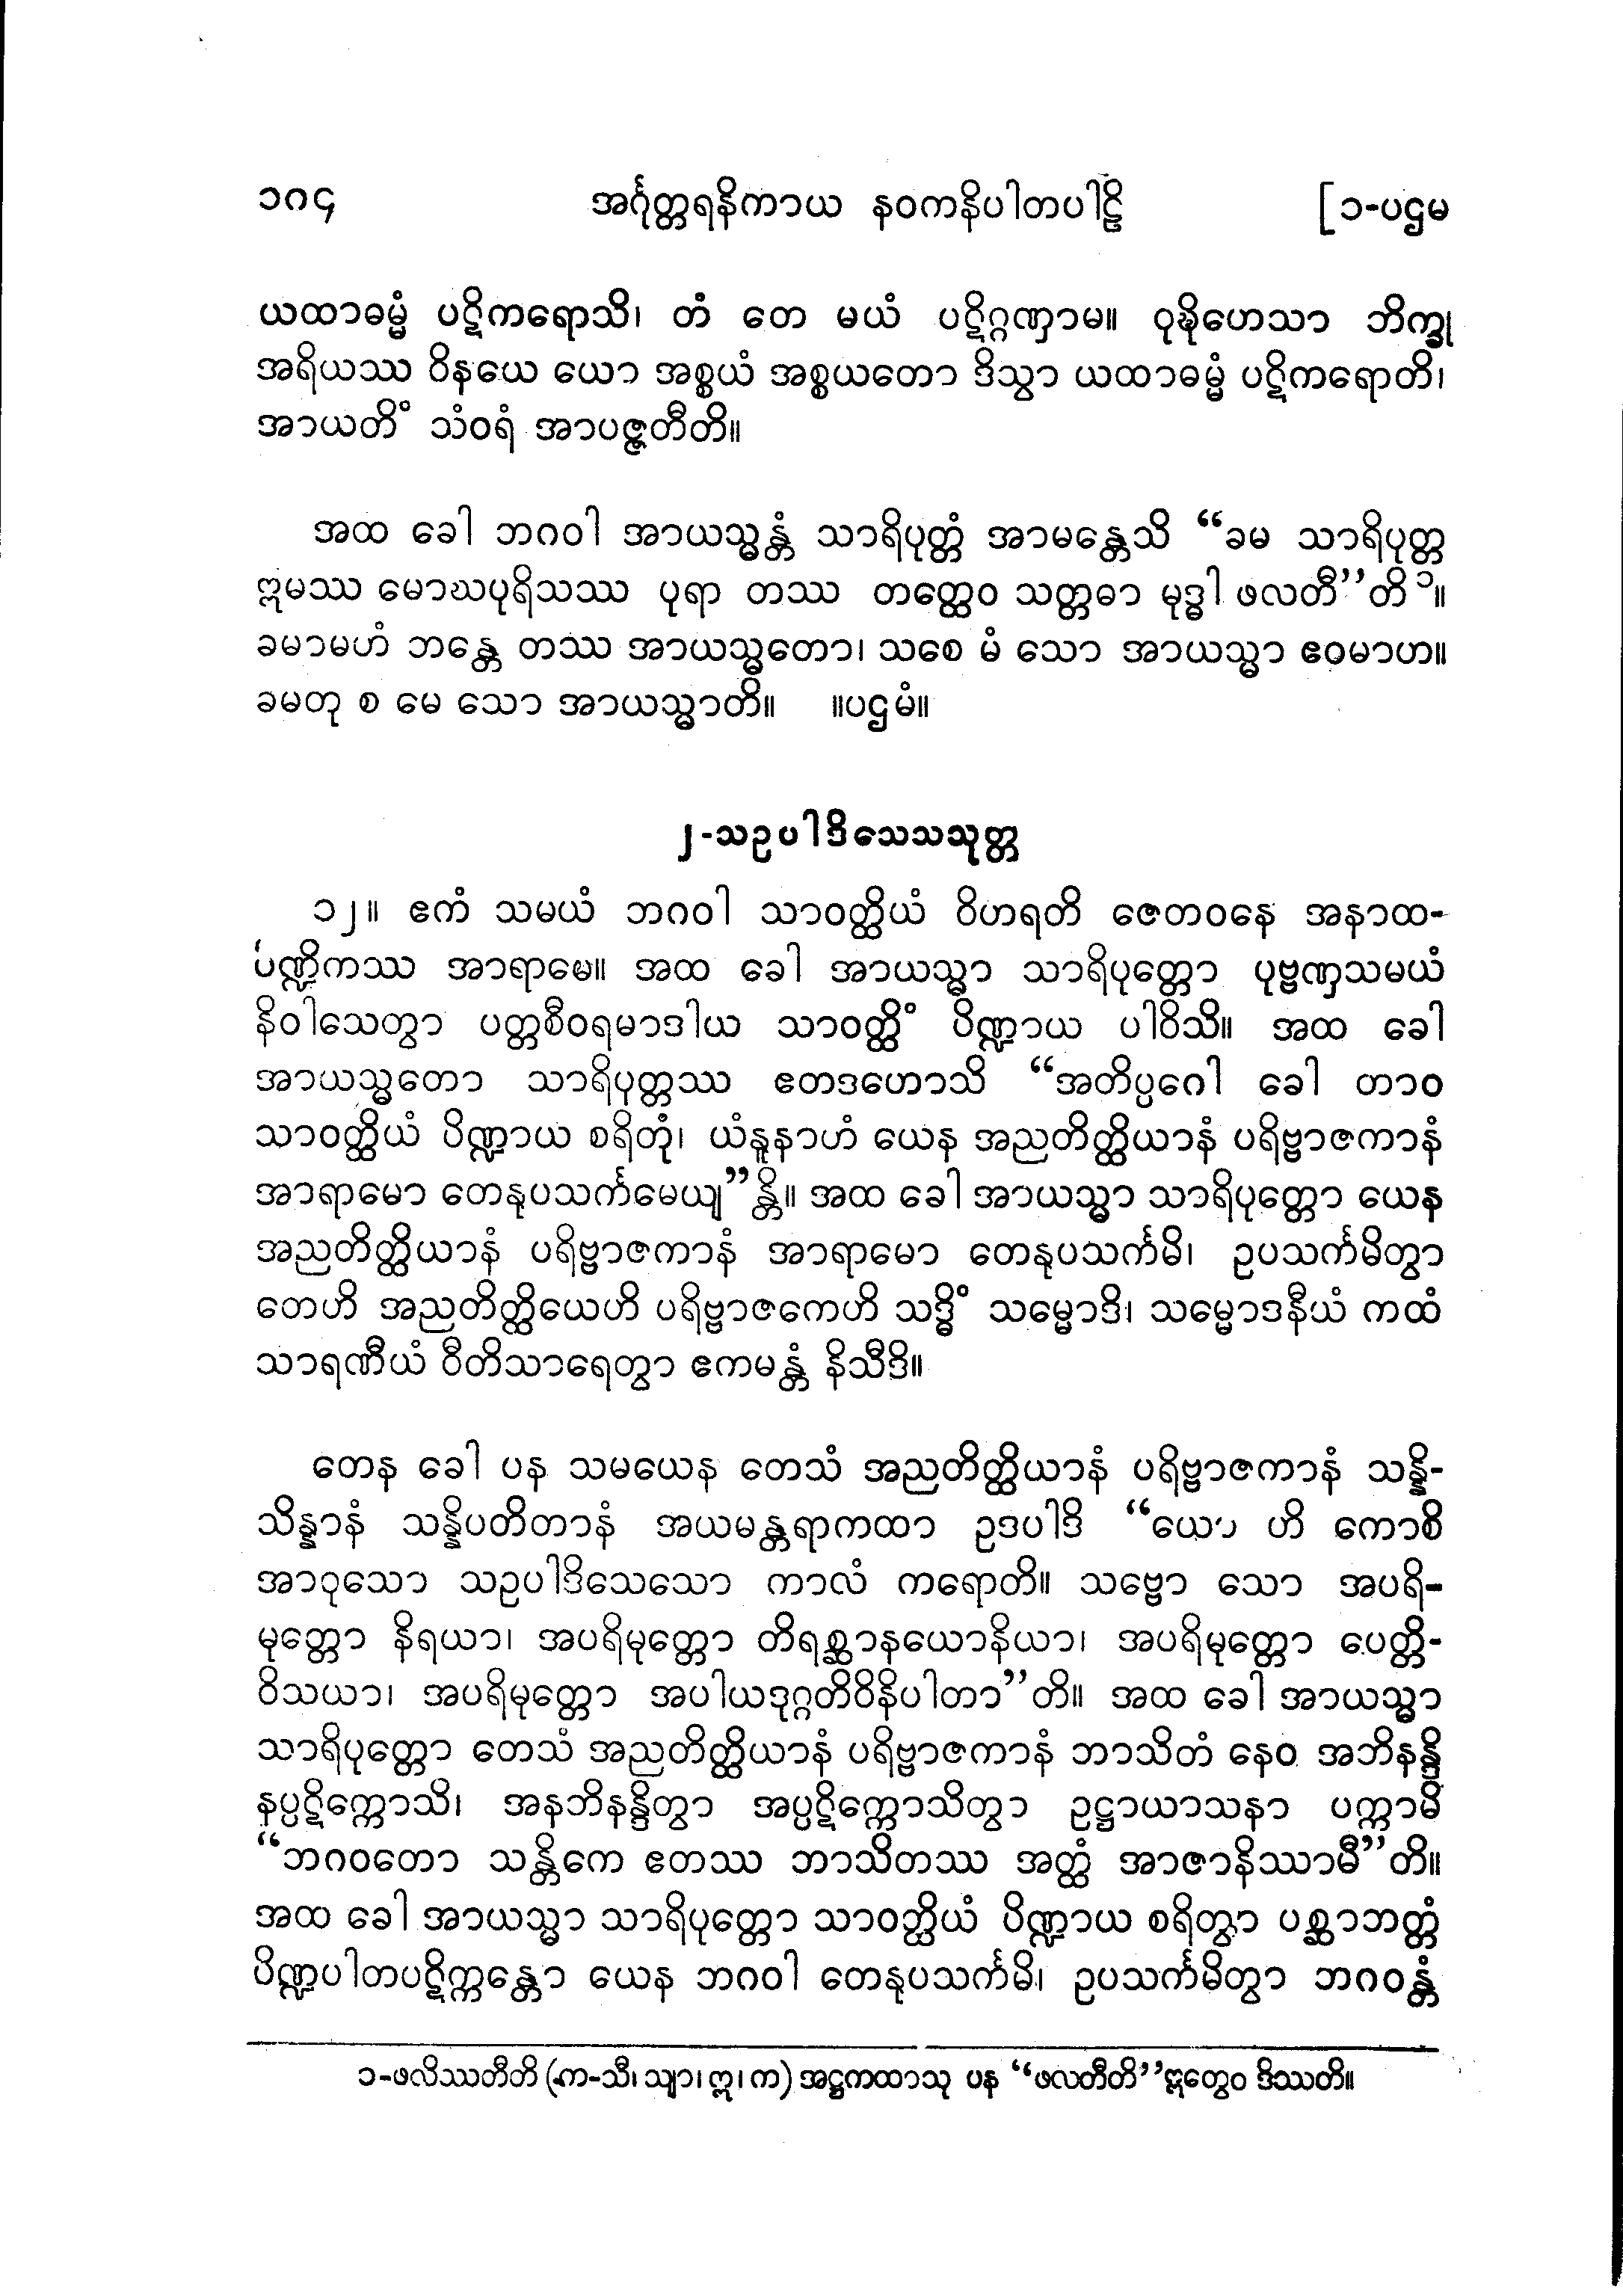 ၁၈၄ အင်္ဂုတ္တရနိကာယ နဝကနိပါတပါဠိ [၁-ပဌမ
ယထာဓမ္မံ ပဋိကရောသိ၊ တံ တေ မယံ ပဋိဂ္ဂဏှာမ။ ဝုဍ္ဎိဟေသာ ဘိက္ခု
အရိယဿ ဝိနယေ ယော အစ္စယံ အစ္စယတော ဒိသွာ ယထာဓမ္မံ ပဋိကရောတိ၊
အာယတိံ သံဝရံ အာပဇ္ဇတီတိ။
အထ ခေါ ဘဂဝါ အာယသ္မန္တံ သာရိပုတ္တံ အာမန္တေသိ “ခမ သာရိပုတ္တ
ဣမဿ မောဃပုရိသဿ ပုရာ တဿ တတ္ထေဝ သတ္တဓာ မုဒ္ဓါ ဖလတီ”တိ ၁။
ခမာမဟံ ဘန္တေ တဿ အာယသ္မတော၊ သစေ မံ သော အာယသ္မာ ဧဝမာဟ။
ခမတု စ မေ သော အာယသ္မာတိ။ ။ပဌမံ။
၂-သဥပါဒိသေသသုတ္တ
၁၂။ ဧကံ သမယံ ဘဂဝါ သာဝတ္ထိယံ ဝိဟရတိ ဇေတဝနေ အနာထ-
ပိဏ္ဍိကဿ အာရာမေ။ အထ ခေါ အာယသ္မာ သာရိပုတ္တော ပုဗ္ဗဏှသမယံ
နိဝါသေတွာ ပတ္တစီဝရမာဒါယ သာဝတ္ထိံ ပိဏ္ဍာယ ပါဝိသိ။ အထ ခေါ
အာယသ္မတော သာရိပုတ္တဿ ဧတဒဟောသိ “အတိပ္ပဂေါ ခေါ တာဝ
သာဝတ္ထိယံ ပိဏ္ဍာယ စရိတုံ၊ ယံနူနာဟံ ယေန အညတိတ္ထိယာနံ ပရိဗ္ဗာဇကာနံ
အာရာမော တေနုပသင်္ကမေယျ”န္တိ။ အထ ခေါ အာယသ္မာ သာရိပုတ္တော ယေန
အညတိတ္ထိယာနံ ပရိဗ္ဗာဇကာနံ အာရာမော တေနုပသင်္ကမိ၊ ဥပသင်္ကမိတွာ
တေဟိ အညတိတ္ထိယေဟိ ပရိဗ္ဗာဇကေဟိ သဒ္ဓိံ သမ္မောဒိ၊ သမ္မောဒနီယံ ကထံ
သာရဏီယံ ဝီတိသာရေတွာ ဧကမန္တံ နိသီဒိ။
တေန ခေါ ပန သမယေန တေသံ အညတိတ္ထိယာနံ ပရိဗ္ဗာဇကာနံ သန္နိ-
သိန္နာနံ သန္နိပတိတာနံ အယမန္တရာကထာ ဥဒပါဒိ “ယော ဟိ ကောစိ
အာဝုသော သဥပါဒိသေသော ကာလံ ကရောတိ။ သဗ္ဗော သော အပရိ-
မုတ္တော နိရယာ၊ အပရိမုတ္တော တိရစ္ဆာနယောနိယာ၊ အပရိမုတ္တော ပေတ္တိ-
ဝိသယာ၊ အပရိမုတ္တော အပါယဒုဂ္ဂတိဝိနိပါတာ”တိ။ အထ ခေါ အာယသ္မာ
သာရိပုတ္တော တေသံ အညတိတ္ထိယာနံ ပရိဗ္ဗာဇကာနံ ဘာသိတံ နေဝ အဘိနန္ဒိ
နပ္ပဋိက္ကောသိ၊ အနဘိနန္ဒိတွာ အပ္ပဋိက္ကောသိတွာ ဥဋ္ဌာယာသနာ ပက္ကာမိ
“ဘဂဝတော သန္တိကေ ဧတဿ ဘာသိတဿ အတ္ထံ အာဇာနိဿာမီ”တိ။
အထ ခေါ အာယသ္မာ သာရိပုတ္တော သာဝတ္ထိယံ ပိဏ္ဍာယ စရိတွာ ပစ္ဆာဘတ္တံ
ပိဏ္ဍပါတပဋိက္ကန္တော ယေန ဘဂဝါ တေနုပသင်္ကမိ၊ ဥပသင်္ကမိတွာ ဘဂဝန္တံ
၁-ဖလိဿတီတိ (က-သီ၊ သျာ၊ ဣ၊ က) အဋ္ဌကထာသု ပန “ဖလတီတိ”ဣတွေဝ ဒိဿတိ။